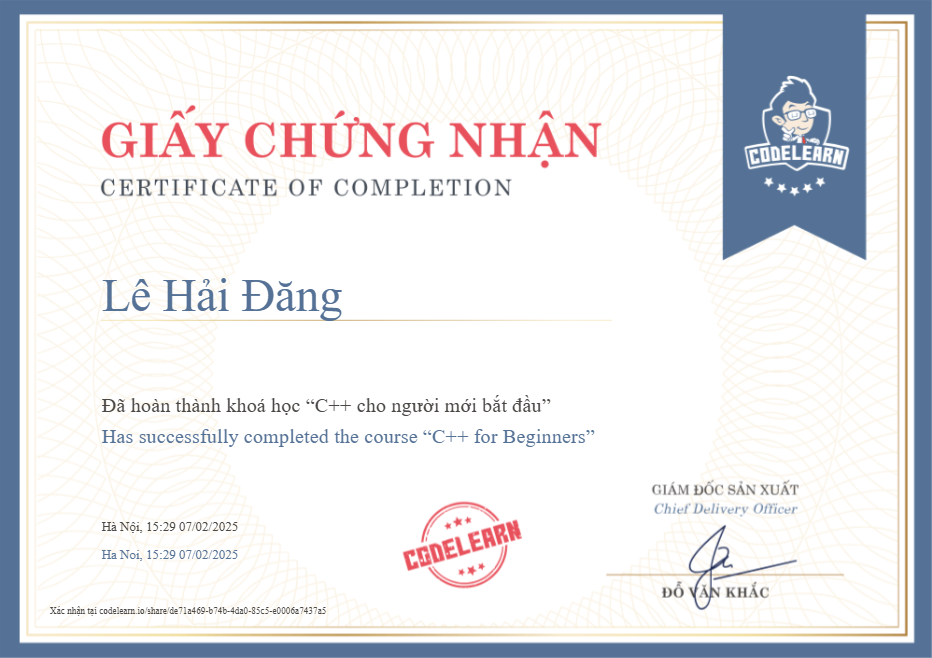 GIẤY CHỨNG NHẬN
CERTIFICATE OF COMPLETION
CODELEARN
Lê Hải Đăng
Đã hoàn thành khoá học “C++ cho người mới bắt đầu”
Has successfully completed the course “C++ for Beginners”
GIÁM ĐỐC SẢN XUẤT
Chief Delivery Officer
Hà Nội, 15:29 07/02/2025
Ha Noi, 15:29 07/02/2025
CODELEARN
ĐỖ VĂN KHẮC
Xác nhận tại codelearn.io/share/de71a469-b74b-4da0-85c5-e0006a7437a5